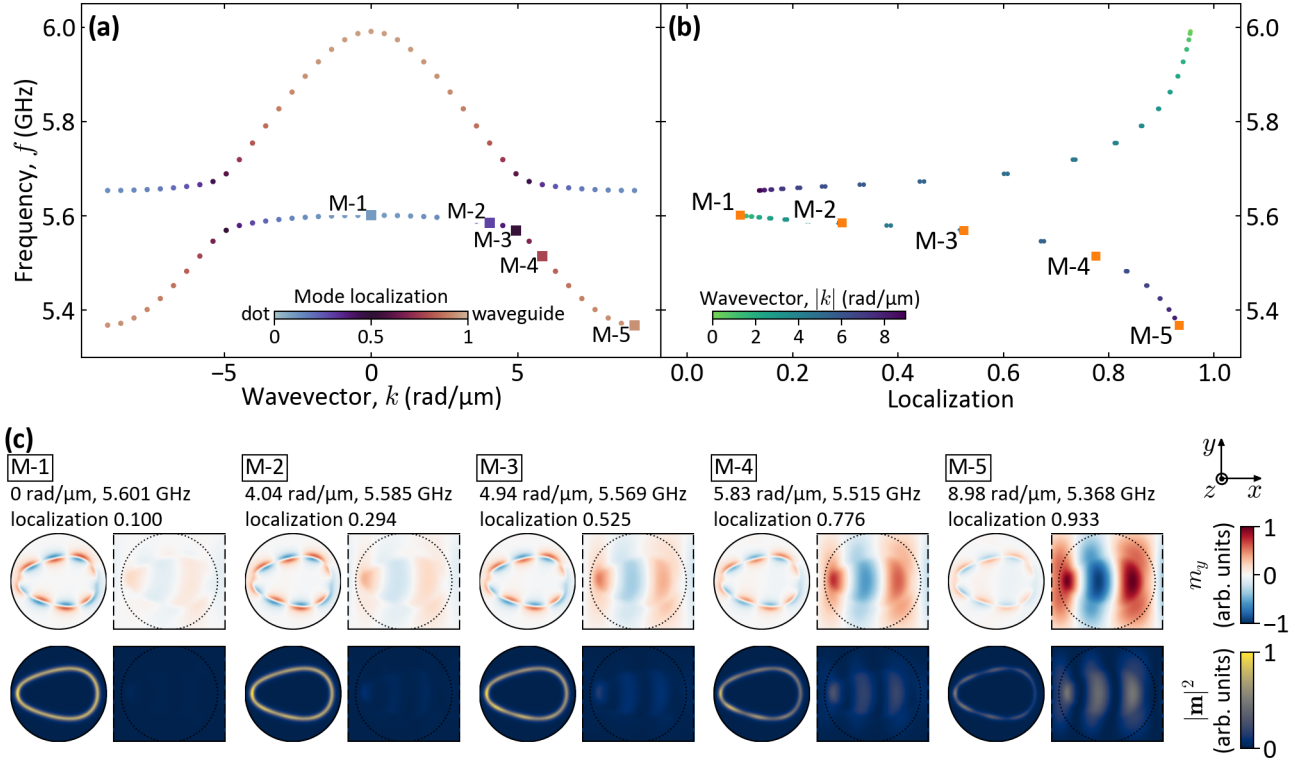 (a)
(b)
6.0
5.8
5.6
5.4
Frequency, f (GHz)
M-1
M-2
M-3
M-4
M-5
Mode localization
dot
waveguide
0
0.5
1
−5
0
5
Wavevector, k (rad/μm)
6.0
5.8
5.6
5.4
M-1
M-2
M-3
M-4
M-5
Wavevector, |k| (rad/μm)
0 2 4 6 8
0.0 0.2 0.4 0.6 0.8 1.0
Localization
(c)
M-1
0 rad/μm, 5.601 GHz
localization 0.100
M-2
4.04 rad/μm, 5.585 GHz
localization 0.294
M-3
4.94 rad/μm, 5.569 GHz
localization 0.525
M-4
5.83 rad/μm, 5.515 GHz
localization 0.776
M-5
8.98 rad/μm, 5.368 GHz
localization 0.933
y
z
x
m_y
(arb. units)
1
0
−1
|m|²
(arb. units)
1
0